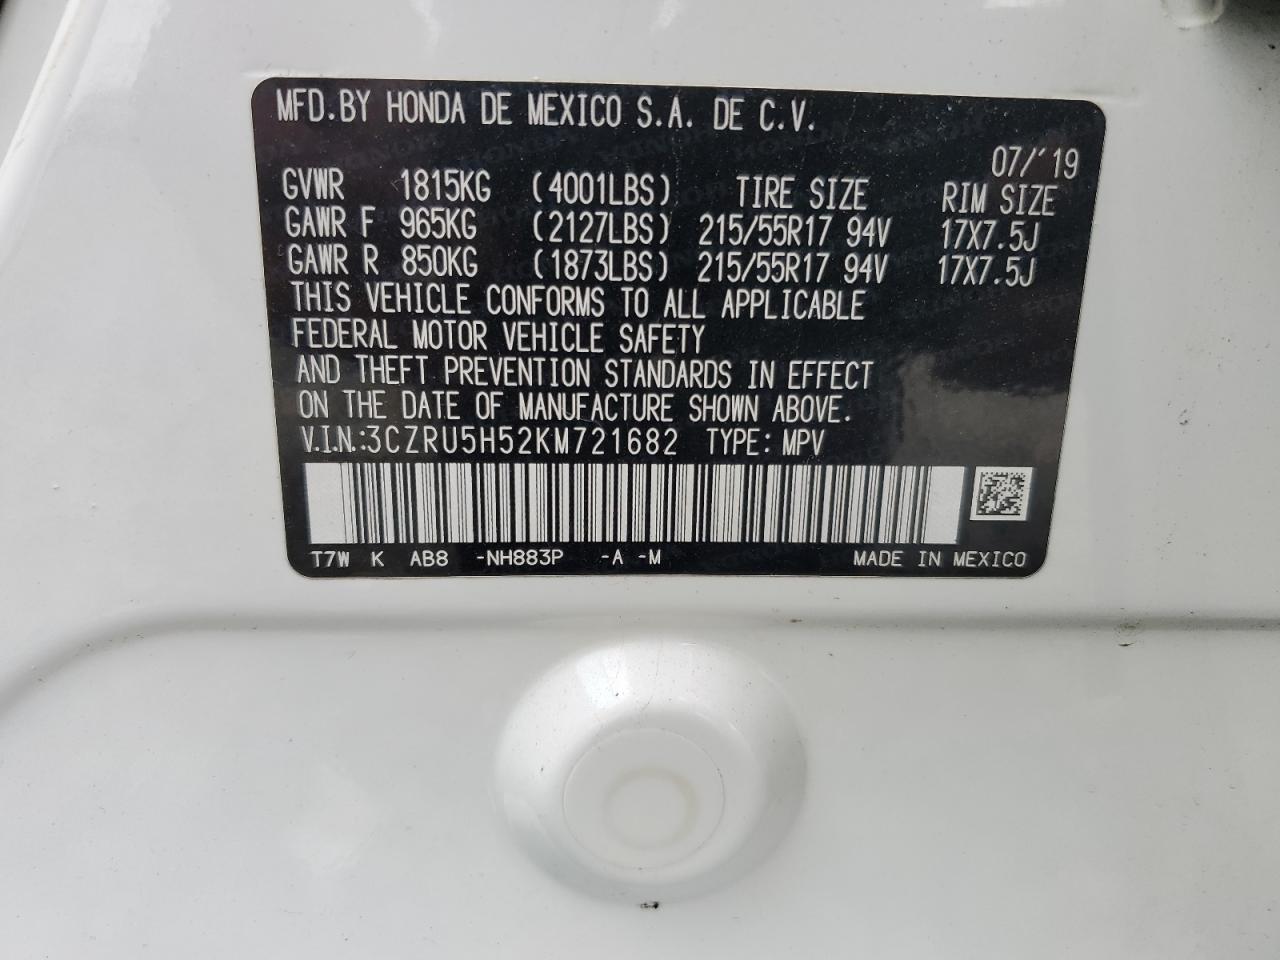 MFD.BY HONDA DE MEXICO S.A. DE C.V.
07/'19
GVWR 1815KG (4001LBS) TIRE SIZE RIM SIZE
GAWR F 965KG (2127LBS) 215/55R17 94V 17X7.5J
GAWR R 850KG (1873LBS) 215/55R17 94V 17X7.5J
THIS VEHICLE CONFORMS TO ALL APPLICABLE
FEDERAL MOTOR VEHICLE SAFETY
AND THEFT PREVENTION STANDARDS IN EFFECT
ON THE DATE OF MANUFACTURE SHOWN ABOVE.
V.I.N.:3CZRU5H52KM721682 TYPE: MPV
T7W K AB8 -NH883P -A -M MADE IN MEXICO